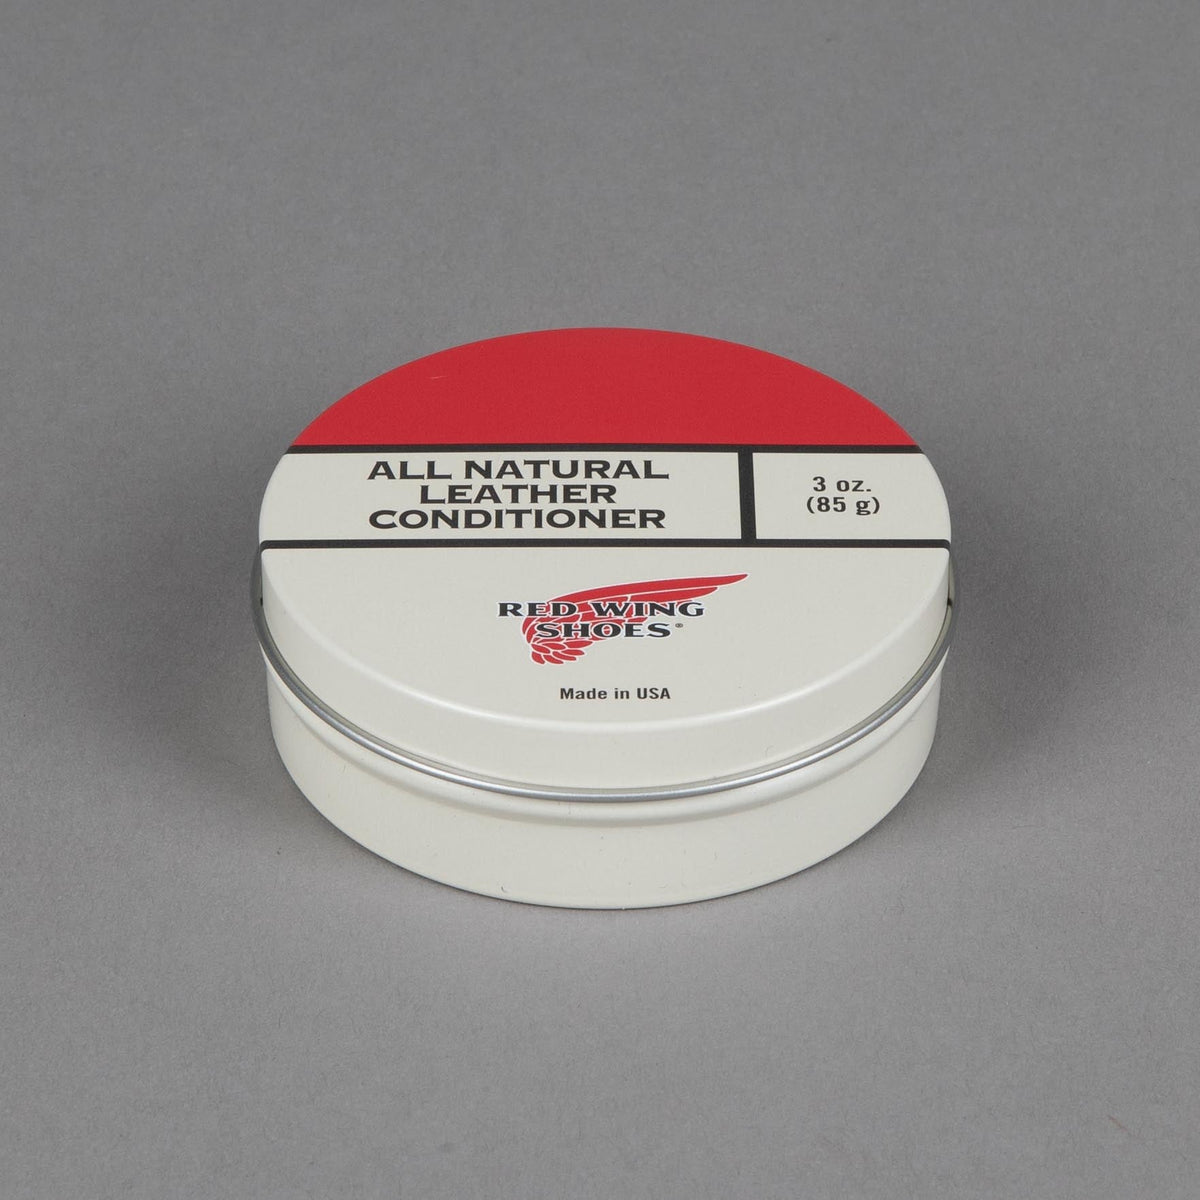 ALL NATURAL
LEATHER
CONDITIONER
3 oz.
(85 g)
RED WING
SHOES®
Made in USA